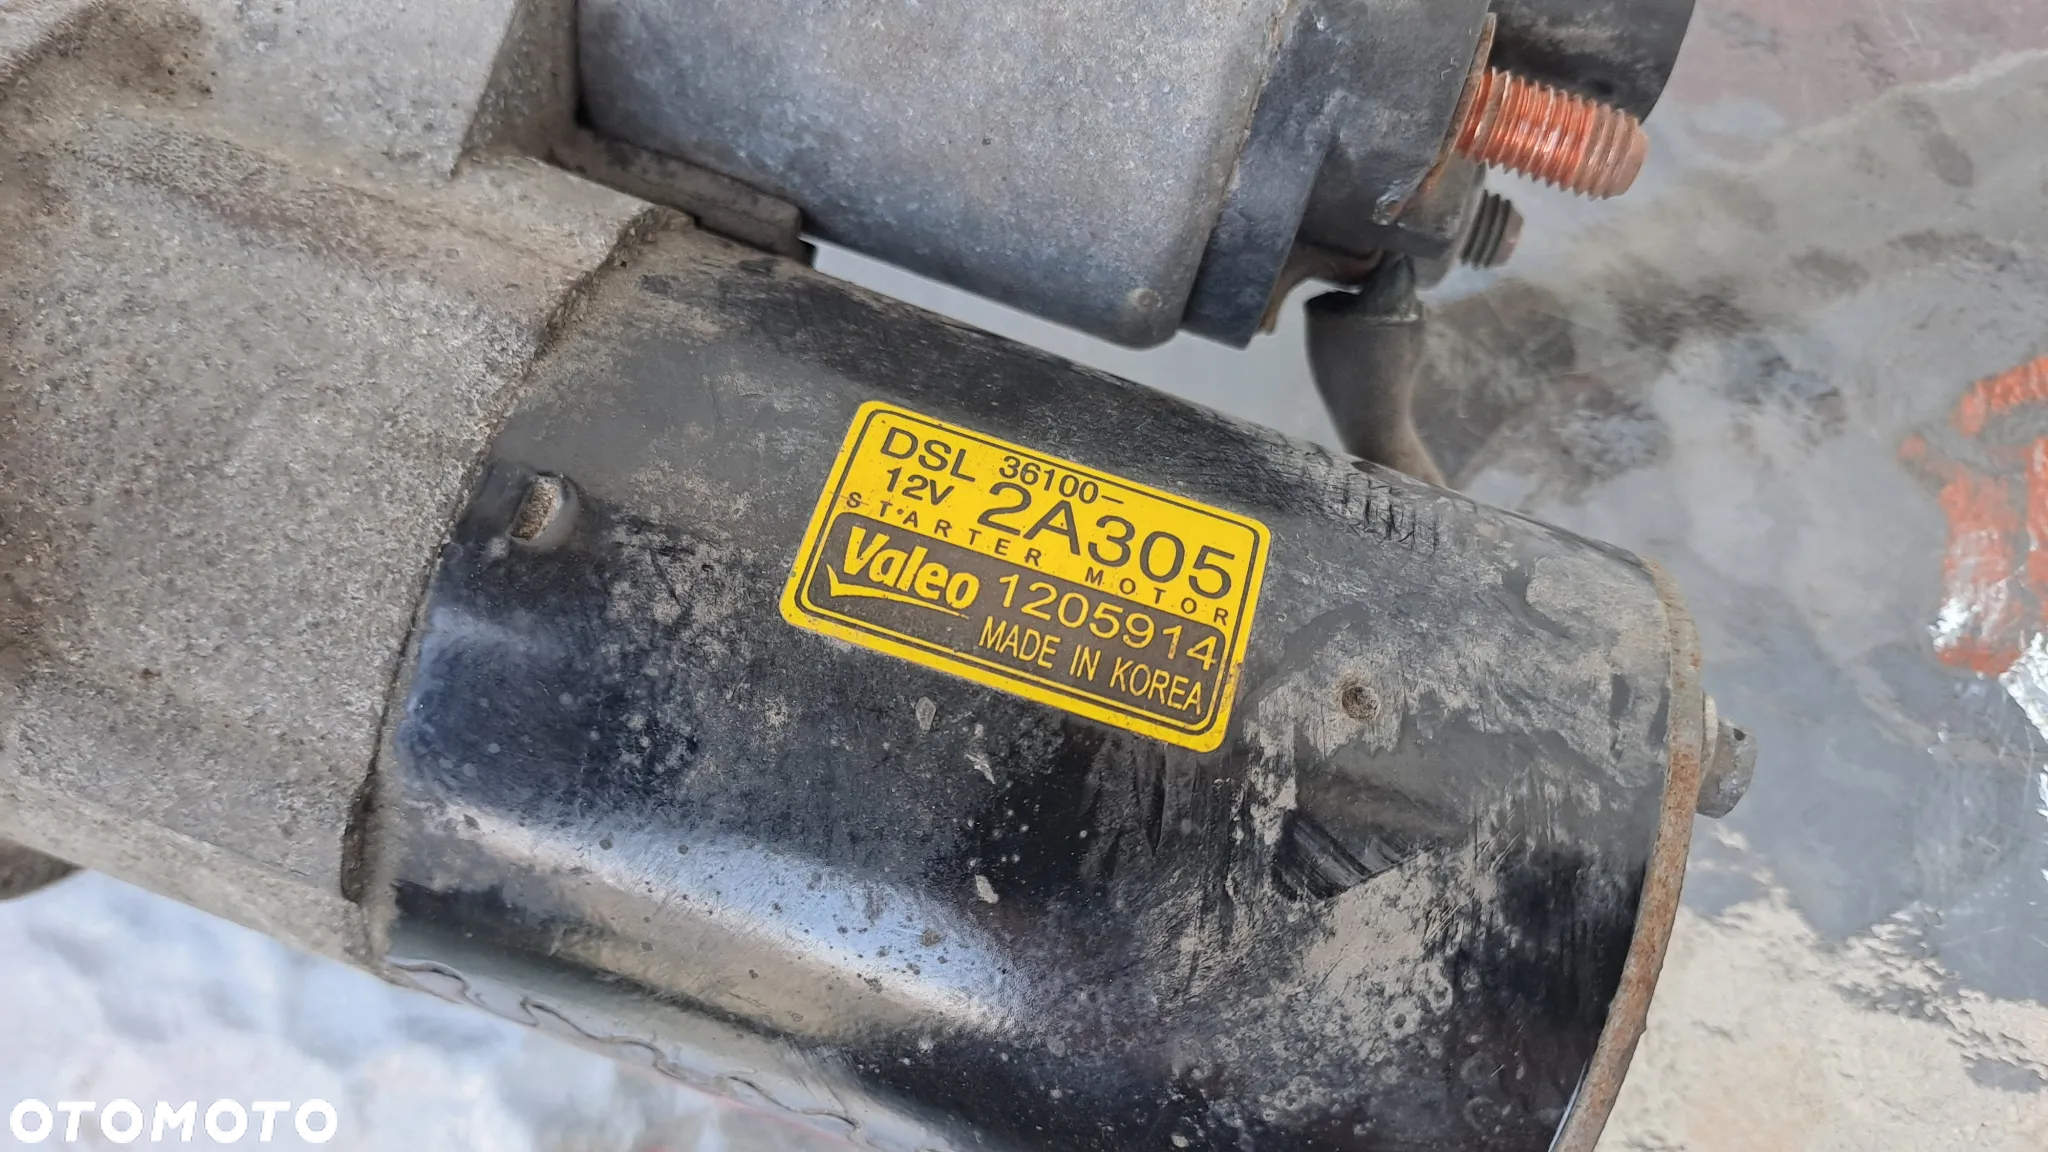 DSL 36100-
12V 2A305
STARTER MOTOR
Valeo 1205914
MADE IN KOREA
OTOMOTO